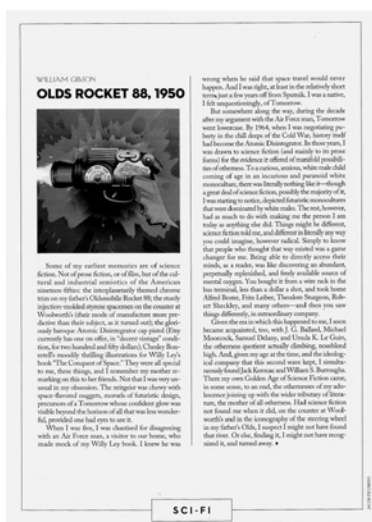 WILLIAM GIBSON
OLDS ROCKET 88, 1950
Some of my earliest memories are of science
fiction. Not of prose fiction, or of film, but of the cul-
tural and industrial semiotics of the American
nineteen-fifties: the interplanetarily themed chrome
trim on my father's Oldsmobile Rocket 88; the sturdy
injection-molded styrene spacemen on the counter at
Woolworth's (their mode of manufacture more pre-
dictive than their subject, as it turned out); the glori-
ously baroque Atomic Disintegrator cap pistol (Etsy
currently has one on offer, in "decent vintage" condi-
tion, for two hundred and fifty dollars); Chesley Bon-
estell's moodily thrilling illustrations for Willy Ley's
book "The Conquest of Space." They were all special
to me, these things, and I remember my mother re-
marking on this to her friends. Not that I was very un-
usual in my obsession. The zeitgeist was chewy with
space-flavored nuggets, morsels of futuristic design,
precursors of a Tomorrow whose confident glow was
visible beyond the horizon of all that was less wonder-
ful, provided one had eyes to see it.
When I was five, I was chastised for disagreeing
with an Air Force man, a visitor to our home, who
made mock of my Willy Ley book. I knew he was
wrong when he said that space travel would never
happen. And I was right, at least in the relatively short
term, just a few years off from Sputnik. I was a native,
I felt unquestioningly, of Tomorrow.
But somewhere along the way, during the decade
after my argument with the Air Force man, Tomorrow
went lowercase. By 1964, when I was negotiating pu-
berty in the chill deeps of the Cold War, history itself
had become the Atomic Disintegrator. In those years, I
was drawn to science fiction (and mainly to its prose
forms) for the evidence it offered of manifold possibili-
ties of otherness. To a curious, anxious, white male child
coming of age in an incurious and paranoid white
monoculture, there was literally nothing like it—though
a great deal of science fiction, possibly the majority of it,
I was starting to notice, depicted futuristic monocultures
that were dominated by white males. The rest, however,
had as much to do with making me the person I am
today as anything else did. Things might be different,
science fiction told me, and different in literally any way
you could imagine, however radical. Simply to know
that people who thought that way existed was a game
changer for me. Being able to directly access their
minds, as a reader, was like discovering an abundant,
perpetually replenished, and freely available source of
mental oxygen. You bought it from a wire rack in the
bus terminal, less than a dollar a shot, and took home
Alfred Bester, Fritz Leiber, Theodore Sturgeon, Rob-
ert Sheckley, and many others—and then you saw
things differently, in extraordinary company.
Given the era in which this happened to me, I soon
became acquainted, too, with J. G. Ballard, Michael
Moorcock, Samuel Delany, and Ursula K. Le Guin,
the otherness quotient actually climbing, numbland
high. And, given my age at the time, and the ideolog-
ical company that this second wave kept, I simulta-
neously found Jack Kerouac and William S. Burroughs.
There my own Golden Age of Science Fiction came,
in some sense, to an end, the othernesses of my ado-
lescence joining up with the wider tributary of litera-
ture, the mother of all otherness. Had science fiction
not found me when it did, on the counter at Wool-
worth's and in the iconography of the steering wheel
in my father's Olds, I suspect I might not have found
that river. Or else, finding it, I might not have recog-
nized it, and turned away. ♦
SCI-FI